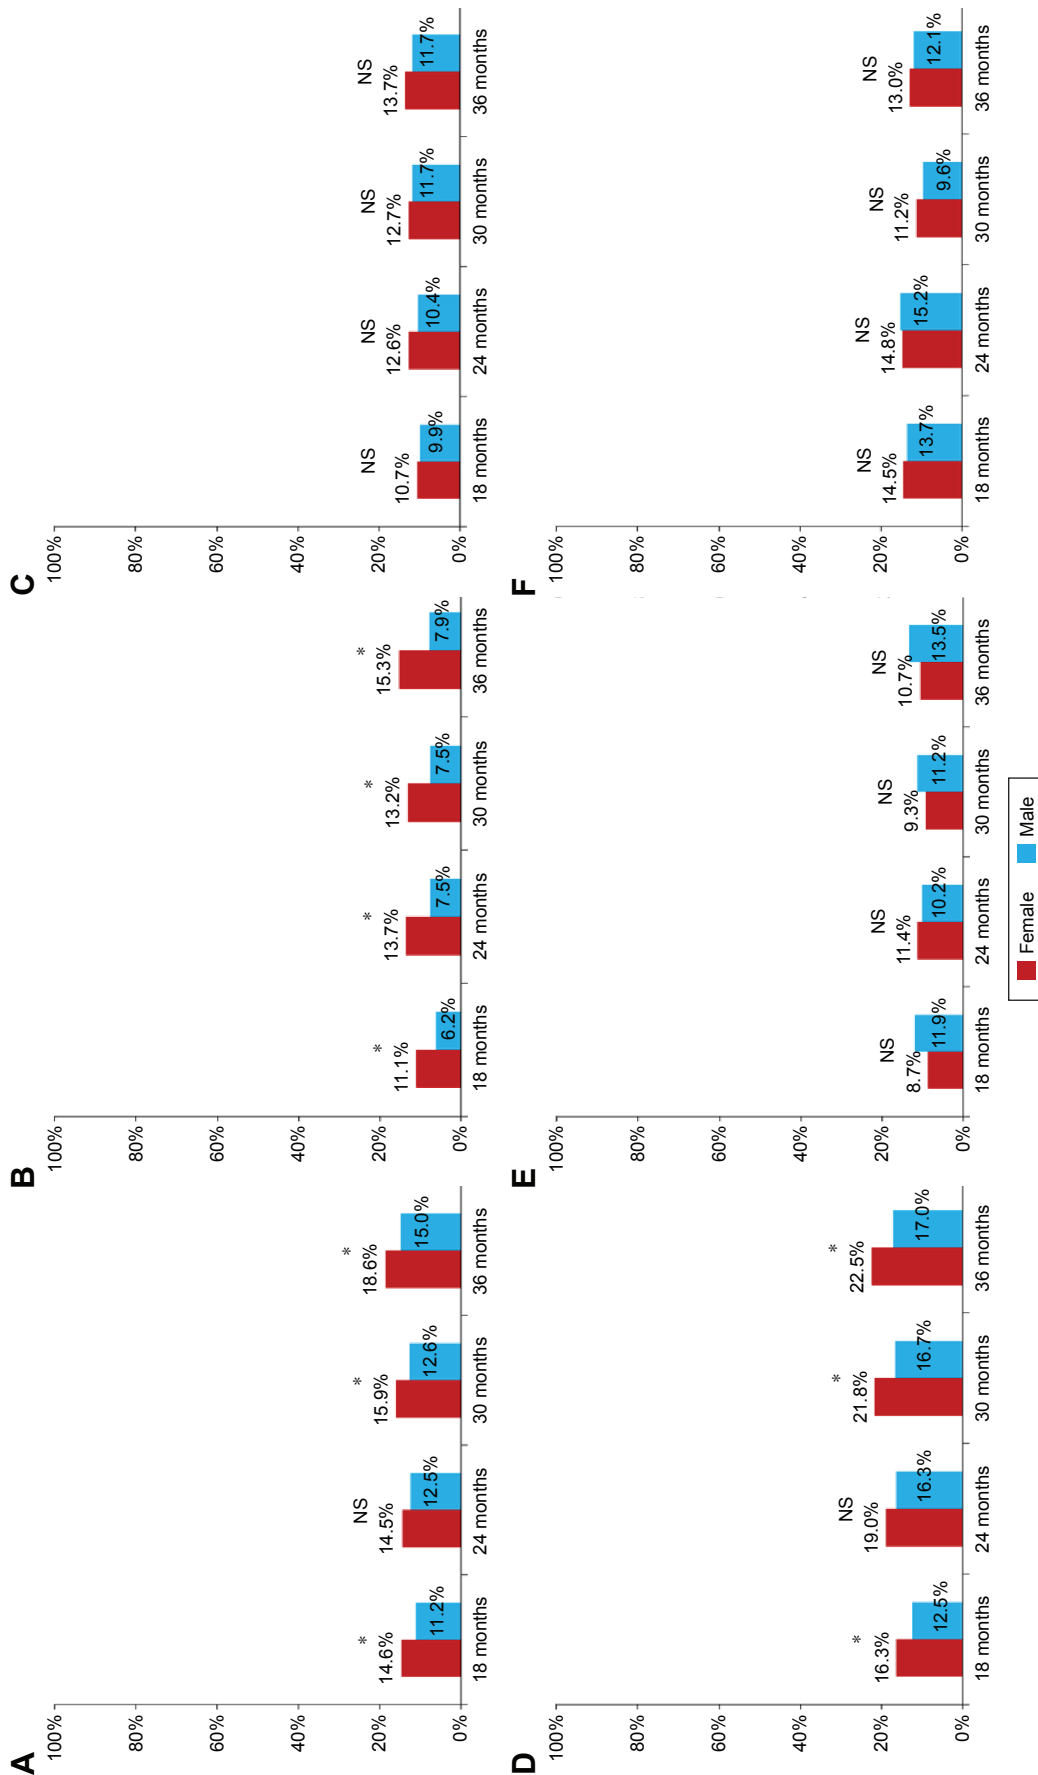 A
100%
80%
60%
40%
20%
0%
* * 
14.6% 11.2%
NS
14.5% 12.5%
*
15.9% 12.6%
*
18.6% 15.0%
18 months 24 months 30 months 36 months
B
100%
80%
60%
40%
20%
0%
*
11.1% 6.2%
*
13.7% 7.5%
*
13.2% 7.5%
*
15.3% 7.9%
18 months 24 months 30 months 36 months
C
100%
80%
60%
40%
20%
0%
NS
10.7% 9.9%
NS
12.6% 10.4%
NS
12.7% 11.7%
NS
13.7% 11.7%
18 months 24 months 30 months 36 months
D
100%
80%
60%
40%
20%
0%
*
16.3% 12.5%
NS
19.0% 16.3%
*
21.8% 16.7%
*
22.5% 17.0%
18 months 24 months 30 months 36 months
E
100%
80%
60%
40%
20%
0%
NS
8.7% 11.9%
NS
11.4% 10.2%
NS
9.3% 11.2%
NS
10.7% 13.5%
18 months 24 months 30 months 36 months
F
100%
80%
60%
40%
20%
0%
NS
14.5% 13.7%
NS
14.8% 15.2%
NS
11.2% 9.6%
NS
13.0% 12.1%
18 months 24 months 30 months 36 months
Female Male